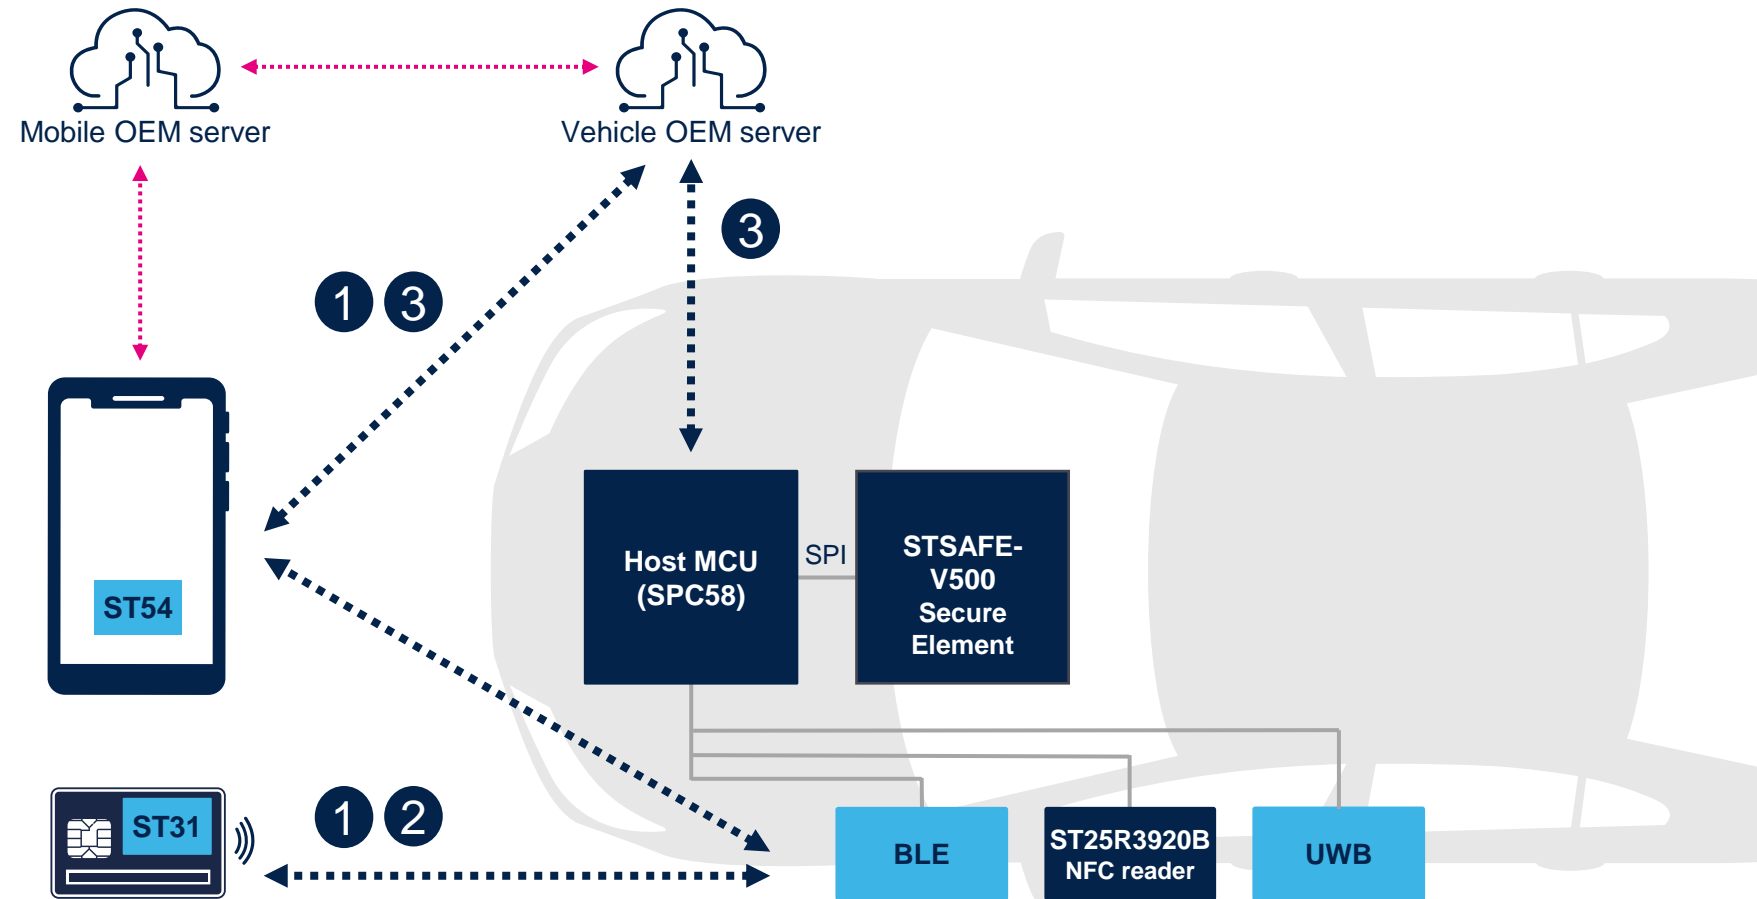 Mobile OEM server
Vehicle OEM server
3
1 3
Host MCU
(SPC58)
SPI
STSAFE-
V500
Secure
Element
ST54
ST31
1 2
BLE
ST25R3920B
NFC reader
UWB